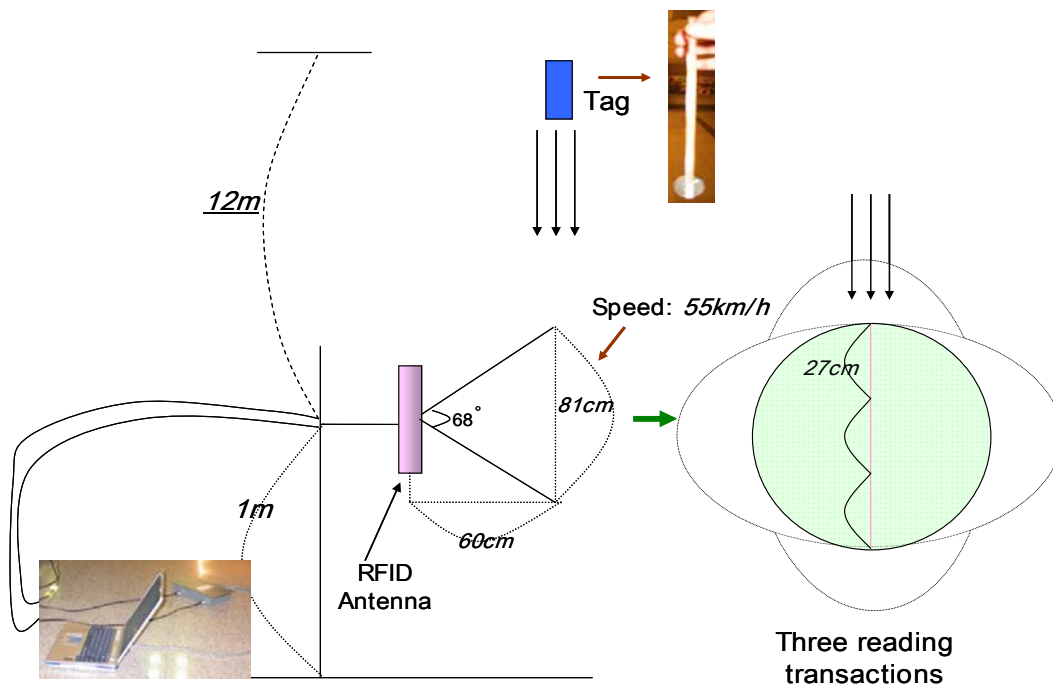 Tag
12m
Speed: 55km/h
27cm
81cm
68°
1m
60cm
RFID
Antenna
Three reading
transactions